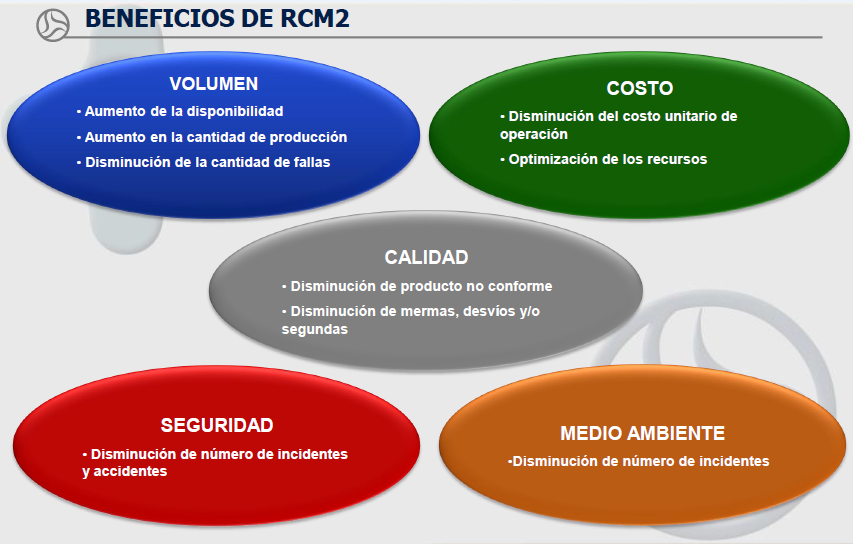 BENEFICIOS DE RCM2
VOLUMEN
• Aumento de la disponibilidad
• Aumento en la cantidad de producción
• Disminución de la cantidad de fallas
COSTO
• Disminución del costo unitario de
operación
• Optimización de los recursos
CALIDAD
• Disminución de producto no conforme
• Disminución de mermas, desvíos y/o
segundas
SEGURIDAD
• Disminución de número de incidentes
y accidentes
MEDIO AMBIENTE
•Disminución de número de incidentes